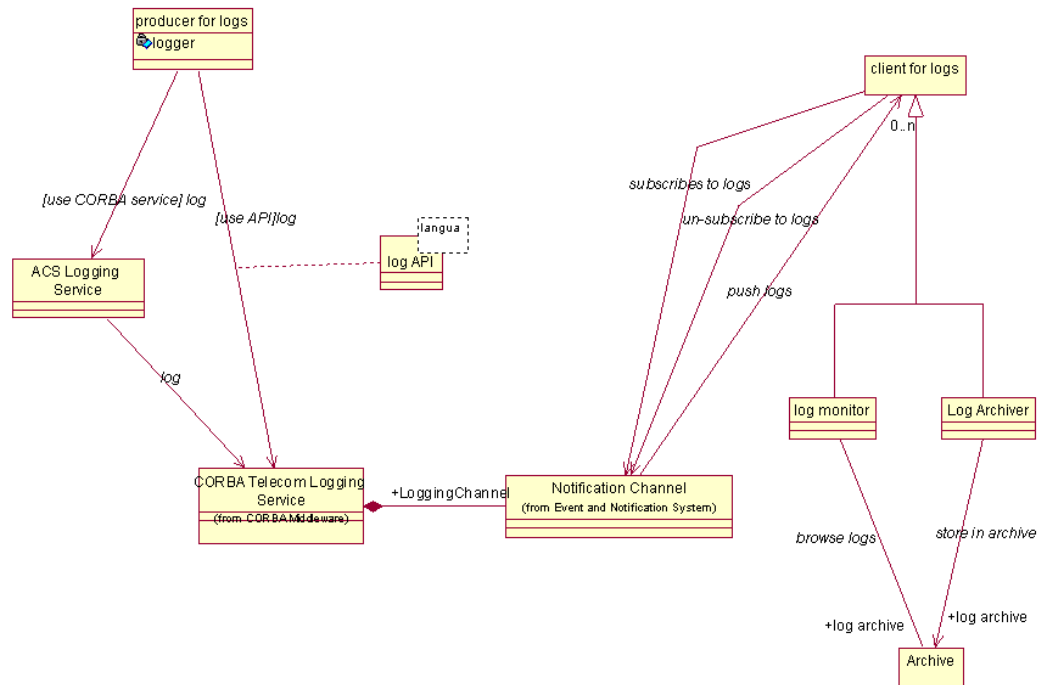 producer for logs
logger
client for logs
0..n
subscribes to logs
[use CORBA service] log
[use API]log
un-subscribe to logs
langua
log API
ACS Logging
Service
push logs
log
log monitor
Log Archiver
CORBA Telecom Logging
Service
(from CORBA Middleware)
+LoggingChannel
Notification Channel
(from Event and Notification System)
browse logs
store in archive
+log archive
+log archive
Archive